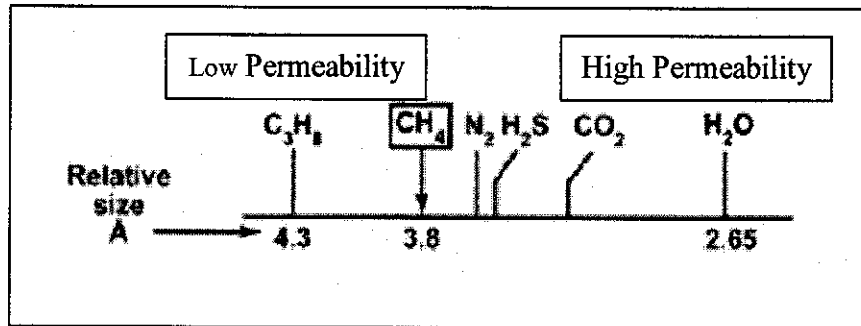 Low Permeability High Permeability
C₃H₈ CH₄ N₂ H₂S CO₂ H₂O
Relative
size
A 4.3 3.8 2.65